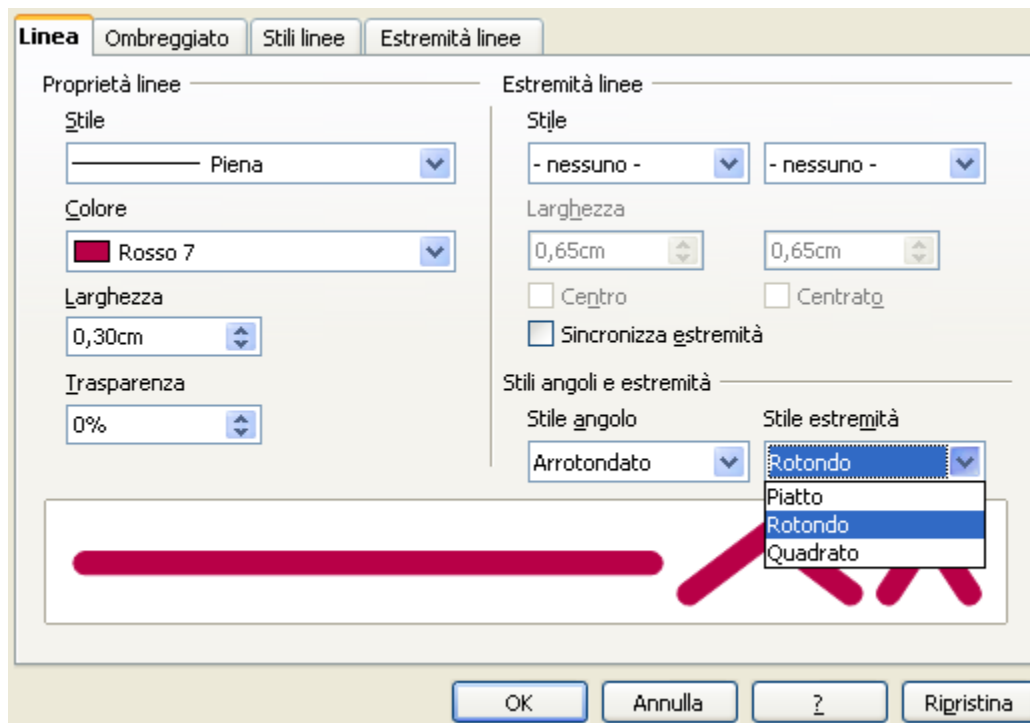 Linea Ombreggiato Stili linee Estremità linee
Proprietà linee
Stile
Piena
Colore
Rosso 7
Larghezza
0,30cm
Trasparenza
0%
Estremità linee
Stile
- nessuno - - nessuno -
Larghezza
0,65cm 0,65cm
Centro Centrato
Sincronizza estremità
Stili angoli e estremità
Stile angolo Stile estremità
Arrotondato Rotondo
Piatto
Rotondo
Quadrato
OK Annulla ? Ripristina